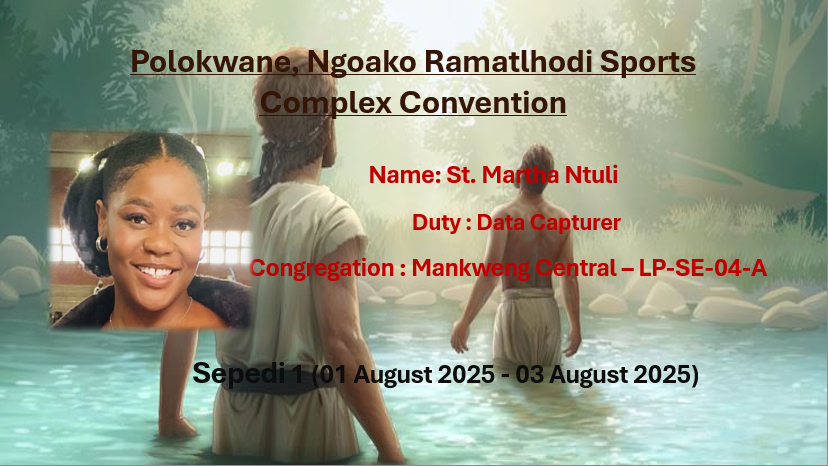 Polokwane, Ngoako Ramatlhodi Sports
Complex Convention
Name: St. Martha Ntuli
Duty : Data Capturer
Congregation : Mankweng Central – LP-SE-04-A
Sepedi 1 (01 August 2025 - 03 August 2025)